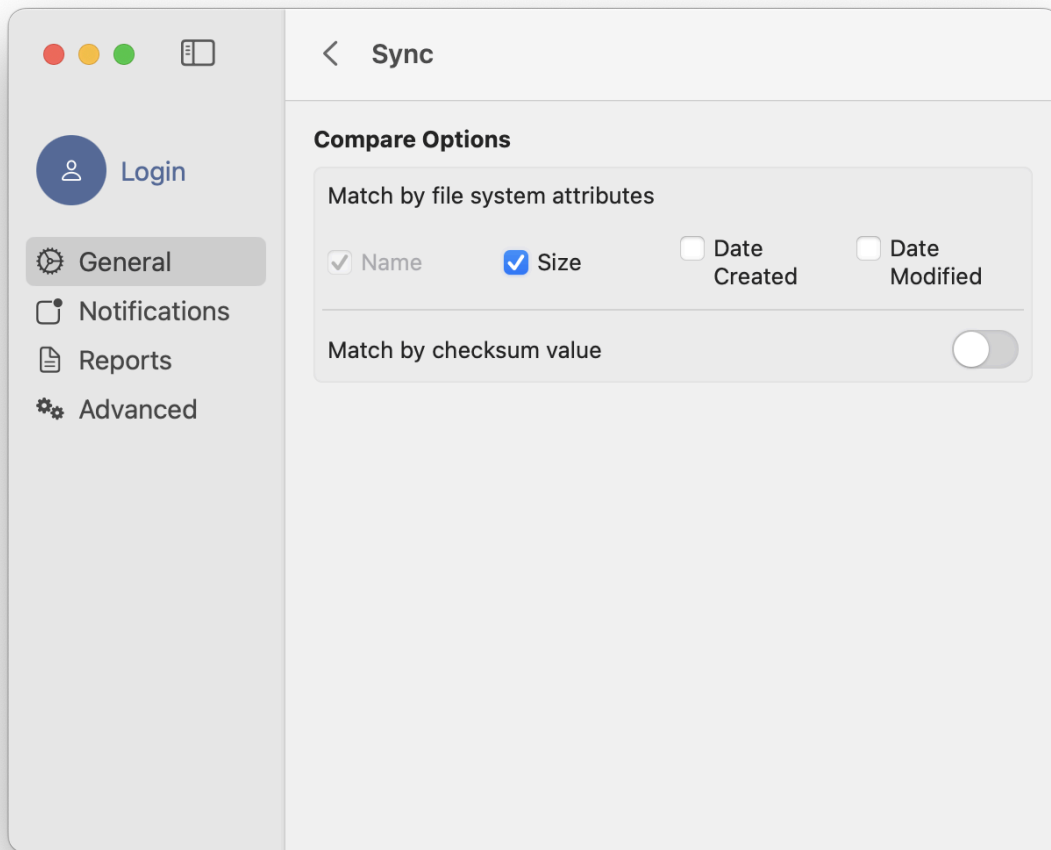 Sync
Login
General
Notifications
Reports
Advanced
Compare Options
Match by file system attributes
Name
Size
Date
Created
Date
Modified
Match by checksum value